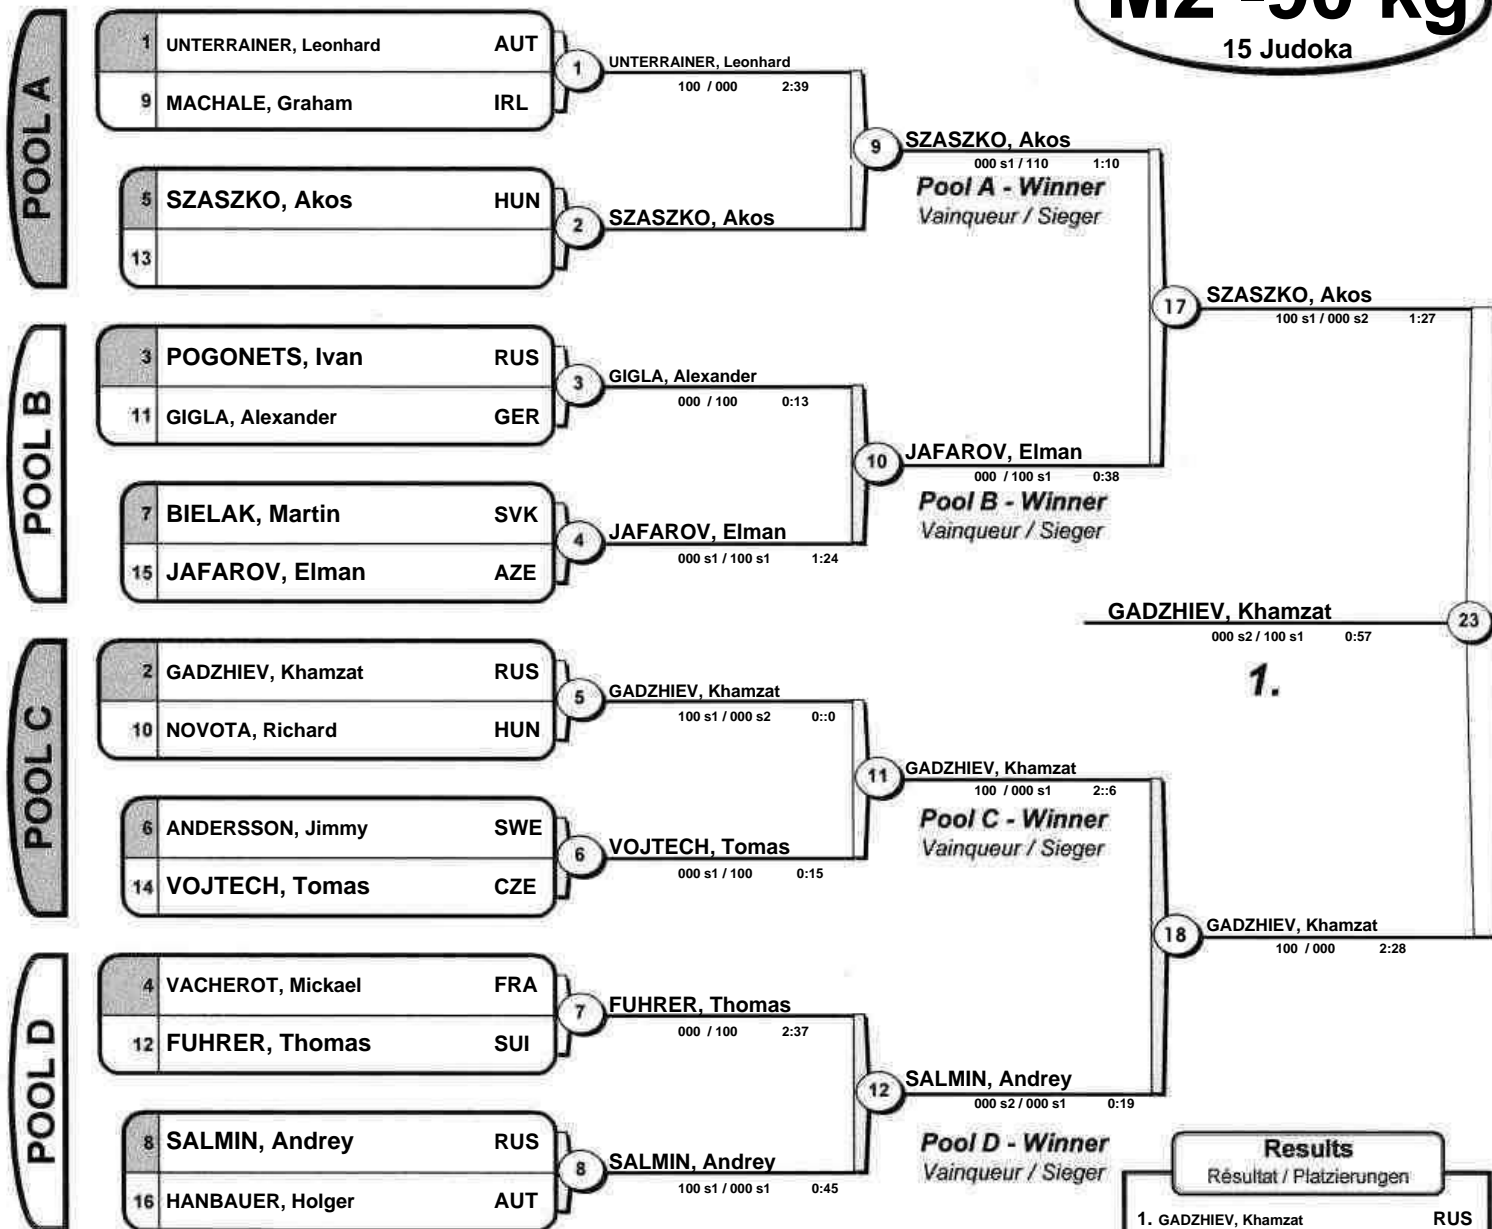 M2 -90 kg
15 Judoka
POOL A
1 UNTERRAINER, Leonhard AUT
9 MACHALE, Graham IRL
1 UNTERRAINER, Leonhard
100 / 000 2:39
5 SZASZKO, Akos HUN
13
2 SZASZKO, Akos
9 SZASZKO, Akos
000 s1 / 110 1:10
Pool A - Winner
Vainqueur / Sieger
POOL B
3 POGONETS, Ivan RUS
11 GIGLA, Alexander GER
3 GIGLA, Alexander
000 / 100 0:13
7 BIELAK, Martin SVK
15 JAFAROV, Elman AZE
4 JAFAROV, Elman
000 s1 / 100 s1 1:24
10 JAFAROV, Elman
000 / 100 s1 0:38
Pool B - Winner
Vainqueur / Sieger
17 SZASZKO, Akos
100 s1 / 000 s2 1:27
GADZHIEV, Khamzat 23
000 s2 / 100 s1 0:57
1.
POOL C
2 GADZHIEV, Khamzat RUS
10 NOVOTA, Richard HUN
5 GADZHIEV, Khamzat
100 s1 / 000 s2 0::0
6 ANDERSSON, Jimmy SWE
14 VOJTECH, Tomas CZE
6 VOJTECH, Tomas
000 s1 / 100 0:15
11 GADZHIEV, Khamzat
100 / 000 s1 2::6
Pool C - Winner
Vainqueur / Sieger
POOL D
4 VACHEROT, Mickael FRA
12 FUHRER, Thomas SUI
7 FUHRER, Thomas
000 / 100 2:37
8 SALMIN, Andrey RUS
16 HANBAUER, Holger AUT
8 SALMIN, Andrey
100 s1 / 000 s1 0:45
12 SALMIN, Andrey
000 s2 / 000 s1 0:19
Pool D - Winner
Vainqueur / Sieger
18 GADZHIEV, Khamzat
100 / 000 2:28
Results
Résultat / Platzierungen
1. GADZHIEV, Khamzat RUS